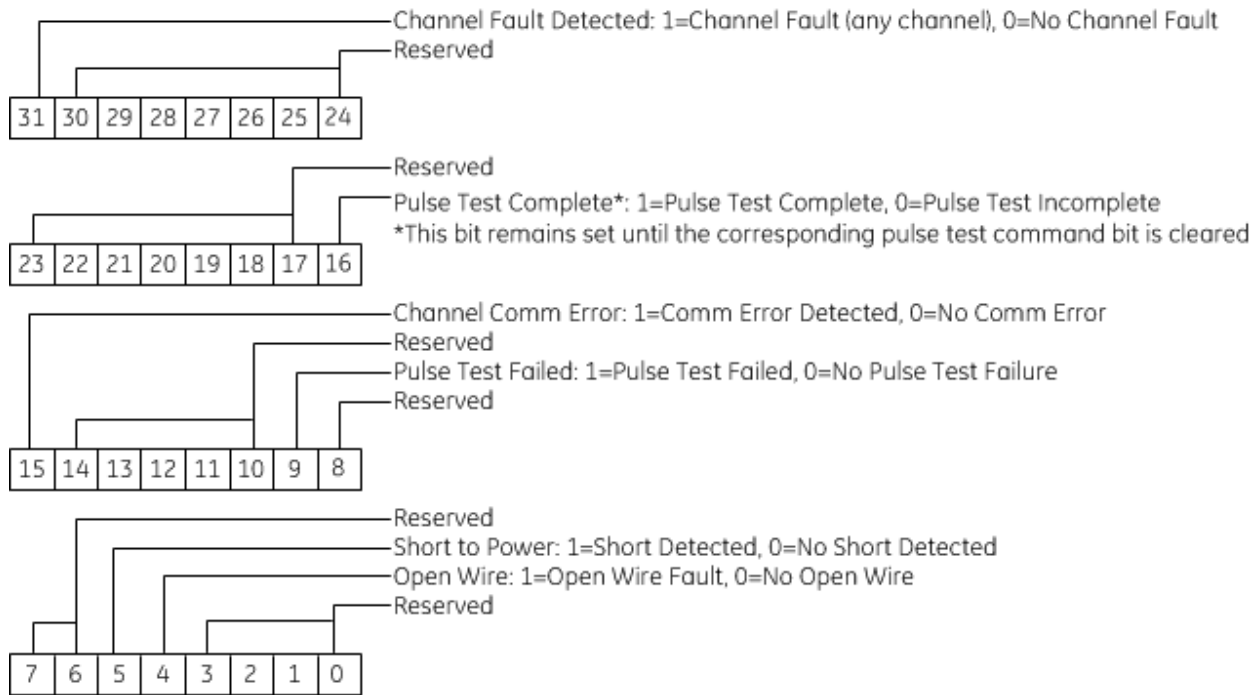 Channel Fault Detected: 1=Channel Fault (any channel), 0=No Channel Fault
Reserved
31 30 29 28 27 26 25 24
Reserved
Pulse Test Complete*: 1=Pulse Test Complete, 0=Pulse Test Incomplete
*This bit remains set until the corresponding pulse test command bit is cleared
23 22 21 20 19 18 17 16
Channel Comm Error: 1=Comm Error Detected, 0=No Comm Error
Reserved
Pulse Test Failed: 1=Pulse Test Failed, 0=No Pulse Test Failure
Reserved
15 14 13 12 11 10 9 8
Reserved
Short to Power: 1=Short Detected, 0=No Short Detected
Open Wire: 1=Open Wire Fault, 0=No Open Wire
Reserved
7 6 5 4 3 2 1 0